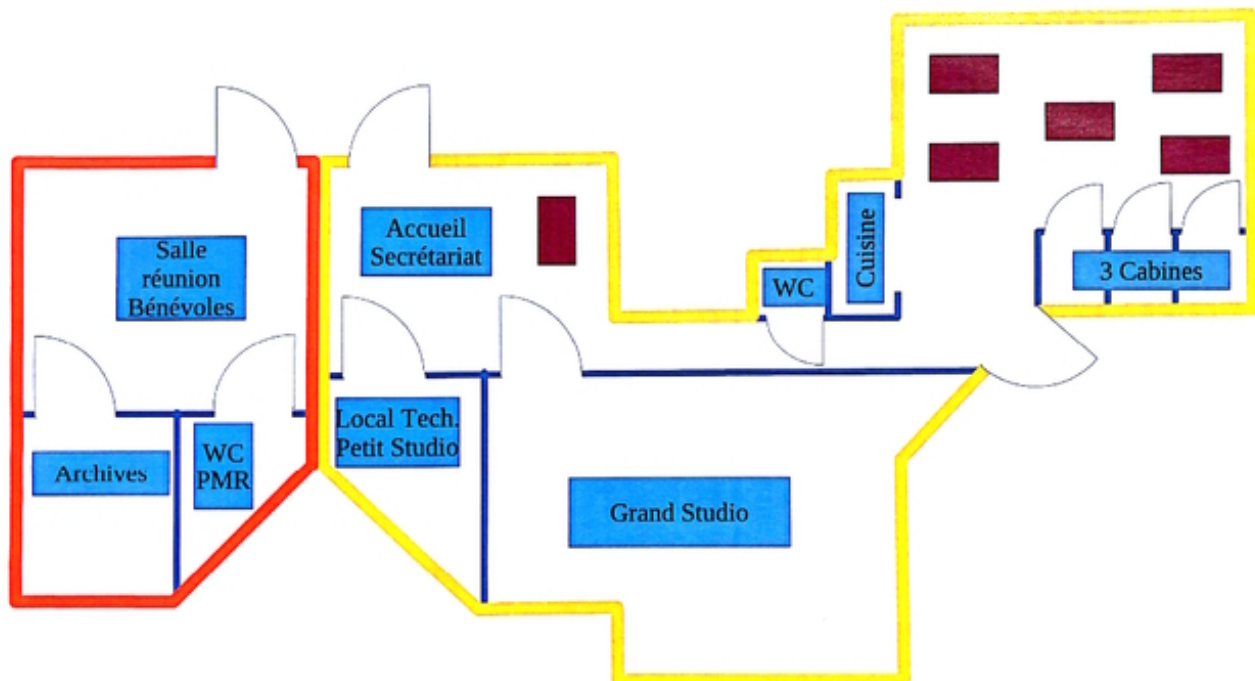 Salle
réunion
Bénévoles
Accueil
Secrétariat
WC
Cuisine
3 Cabines
Archives
WC
PMR
Local Tech.
Petit Studio
Grand Studio